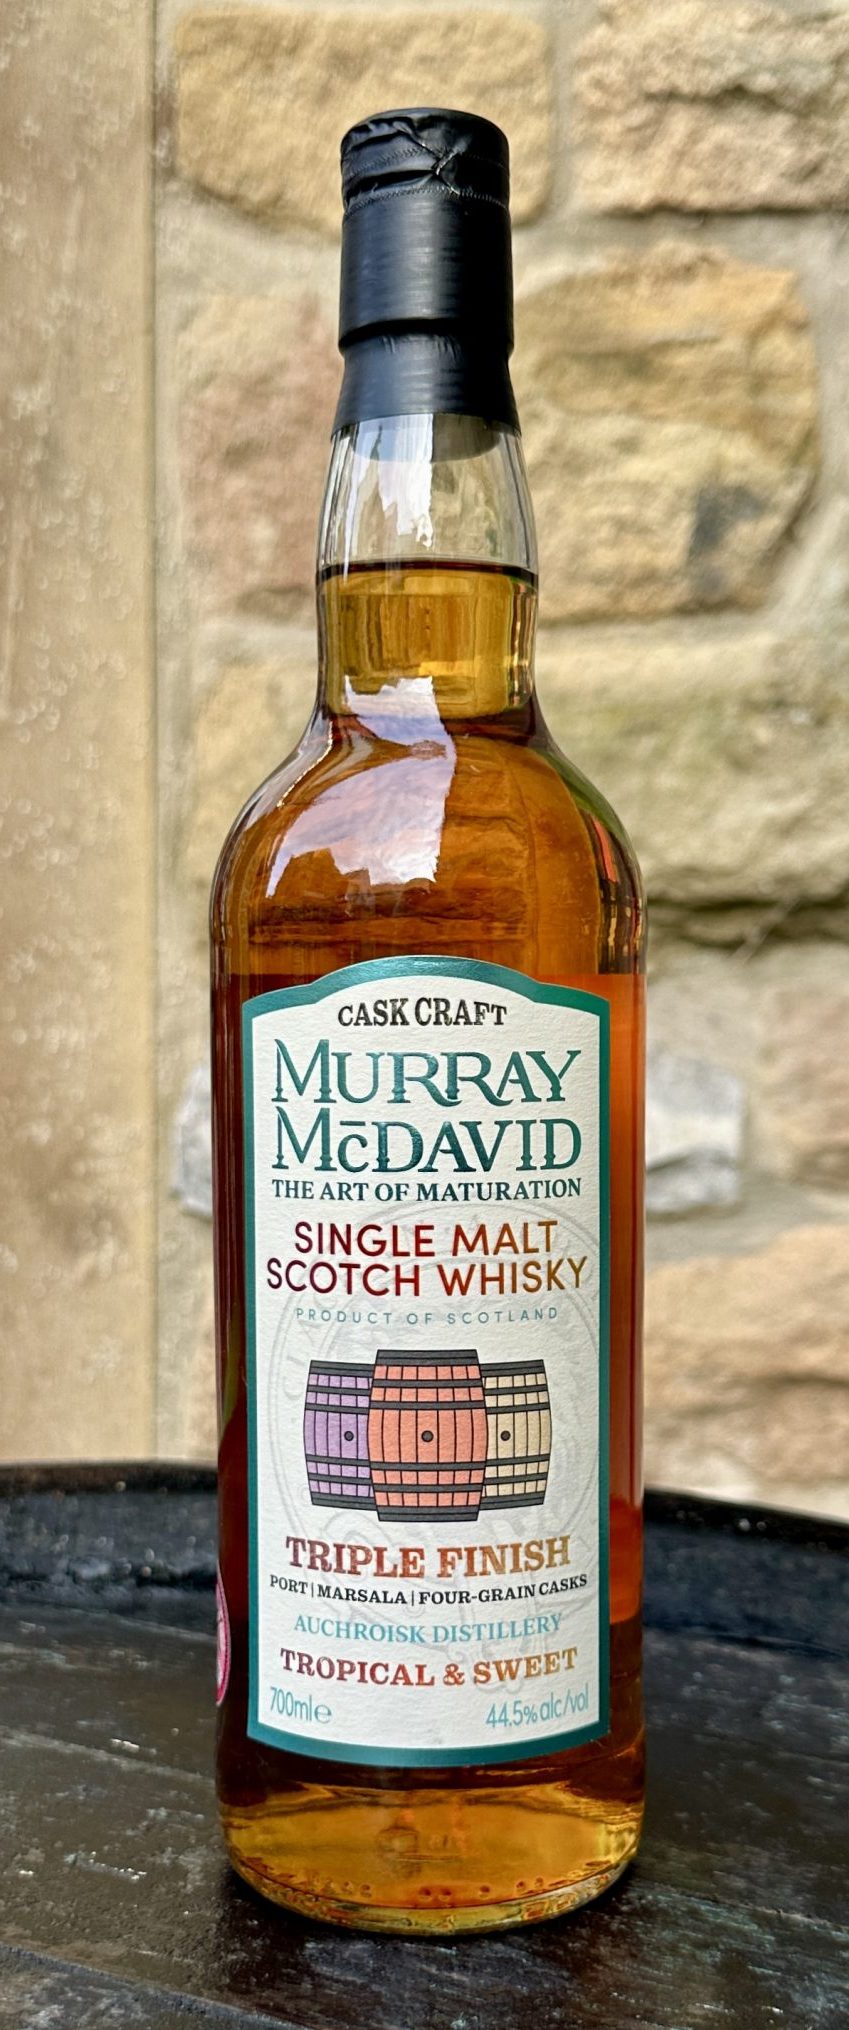 CASK CRAFT
MURRAY
McDAVID
THE ART OF MATURATION
SINGLE MALT
SCOTCH WHISKY
PRODUCT OF SCOTLAND
TRIPLE FINISH
PORT | MARSALA | FOUR-GRAIN CASKS
AUCHROISK DISTILLERY
TROPICAL & SWEET
700ml℮ 44.5% alc/vol